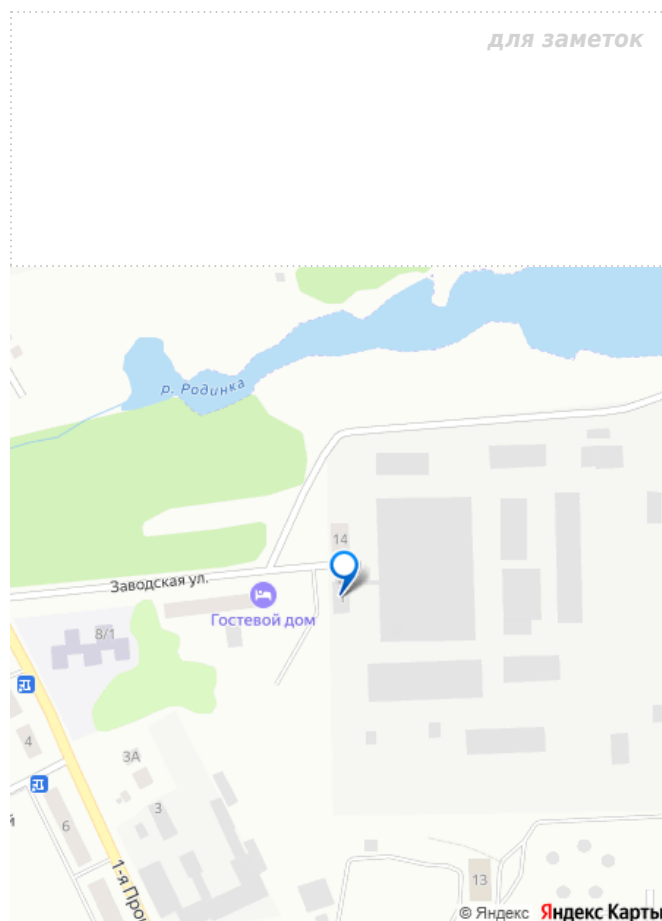 для заметок
р. Родинка
14
Заводская ул.
1
Гостевой дом
8/1
4
3А
3
6
й
1-я Про
13
© Яндекс Яндекс Карты